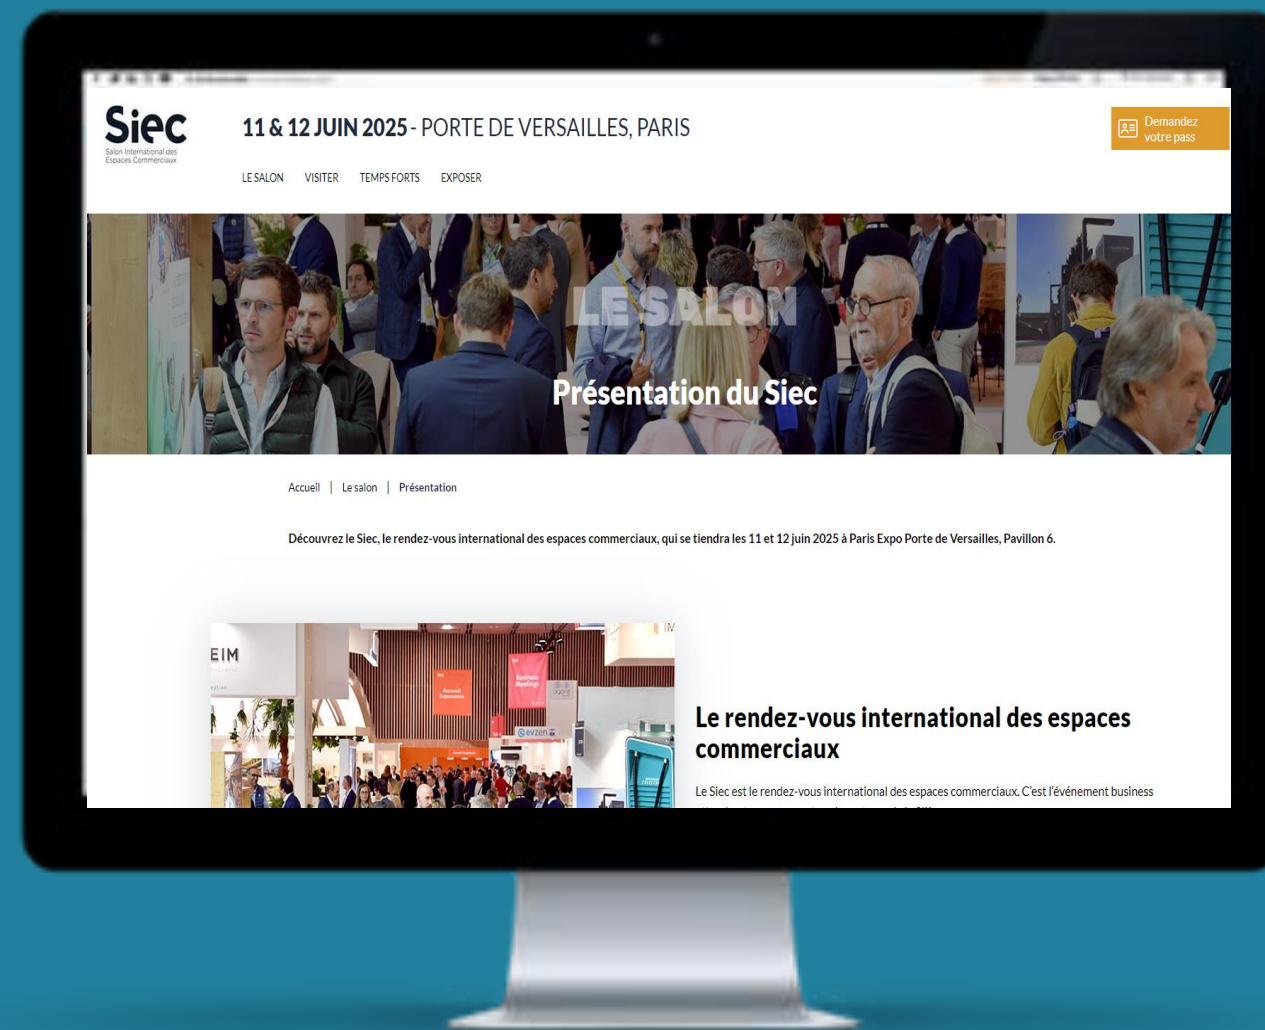 Siec
Salon International des
Espaces Commerciaux
11 & 12 JUIN 2025 - PORTE DE VERSAILLES, PARIS
Demandez
votre pass
LE SALON VISITER TEMPS FORTS EXPOSER
LE SALON
Présentation du Siec
Accueil | Le salon | Présentation
Découvrez le Siec, le rendez-vous international des espaces commerciaux, qui se tiendra les 11 et 12 juin 2025 à Paris Expo Porte de Versailles, Pavillon 6.
EIM
Accueil
Exposants
Business
Meetings
evzen
Le rendez-vous international des espaces
commerciaux
Le Siec est le rendez-vous international des espaces commerciaux. C'est l'événement business